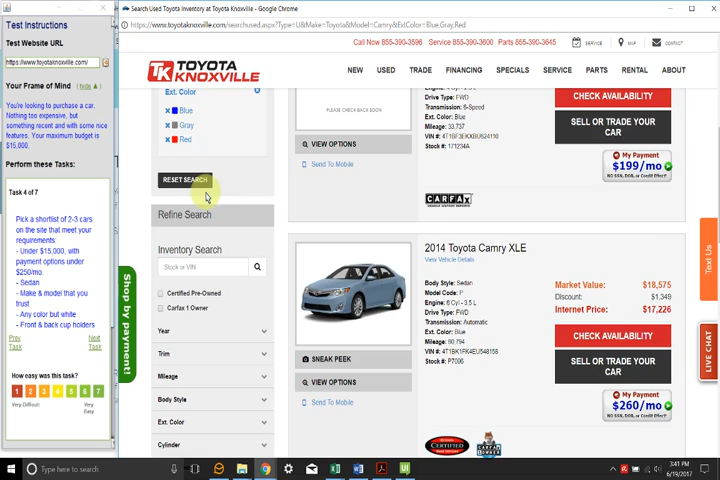 Test Instructions
Test Website URL
https://www.toyotaknoxville.com/
Your Frame of Mind ( hide ▲ )
You're looking to purchase a car.
Nothing too expensive, but
something recent and with some nice
features. Your maximum budget is
$15,000.
Perform these Tasks:
Task 4 of 7
Pick a shortlist of 2-3 cars
on the site that meet your
requirements:
- Under $15,000, with
payment options under
$250/mo.
- Sedan
- Make & model that you
trust
- Any color but white
- Front & back cup holders
Prev Task
Next Task
How easy was this task?
1 2 3 4 5 6 7
Very Difficult
Very Easy
Search Used Toyota Inventory at Toyota Knoxville - Google Chrome
https://www.toyotaknoxville.com/searchused.aspx?Type=U&Make=Toyota&Model=Camry&ExtColor=Blue,Gray,Red
Call Now 855-390-3596 Service 855-390-3600 Parts 855-390-3645
SERVICE
MAP
CONTACT
TOYOTA
KNOXVILLE
NEW USED TRADE FINANCING SPECIALS SERVICE PARTS RENTAL ABOUT
Ext. Color
Blue
Gray
Red
RESET SEARCH
Refine Search
Inventory Search
Stock or VIN
Certified Pre-Owned
Carfax 1 Owner
Year
Trim
Mileage
Body Style
Ext. Color
Cylinder
Shop by payment!
PLEASE CHECK BACK SOON
VIEW OPTIONS
Send To Mobile
Drive Type: FWD
Transmission: 6-Speed
Ext. Color: Blue
Mileage: 33,737
Stock #: 171234A
CARFAX
CHECK AVAILABILITY
SELL OR TRADE YOUR
CAR
My Payment
$199/mo
NO SSN, DOB, or Credit Effect!
2014 Toyota Camry XLE
View Vehicle Details
SNEAK PEEK
VIEW OPTIONS
Send To Mobile
Body Style: Sedan
Model Code: P
Engine: 6 Cyl - 3.5 L
Drive Type: FWD
Transmission: Automatic
Ext. Color: Blue
Mileage: 60,794
VIN #: 4T1BK1FK4EU548158
Stock #: P7006
Market Value: $18,575
Discount: $1,349
Internet Price: $17,226
CHECK AVAILABILITY
SELL OR TRADE YOUR
CAR
My Payment
$260/mo
NO SSN, DOB, or Credit Effect!
CERTIFIED
Text Us
LIVE CHAT
Type here to search
3:41 PM
6/19/2017